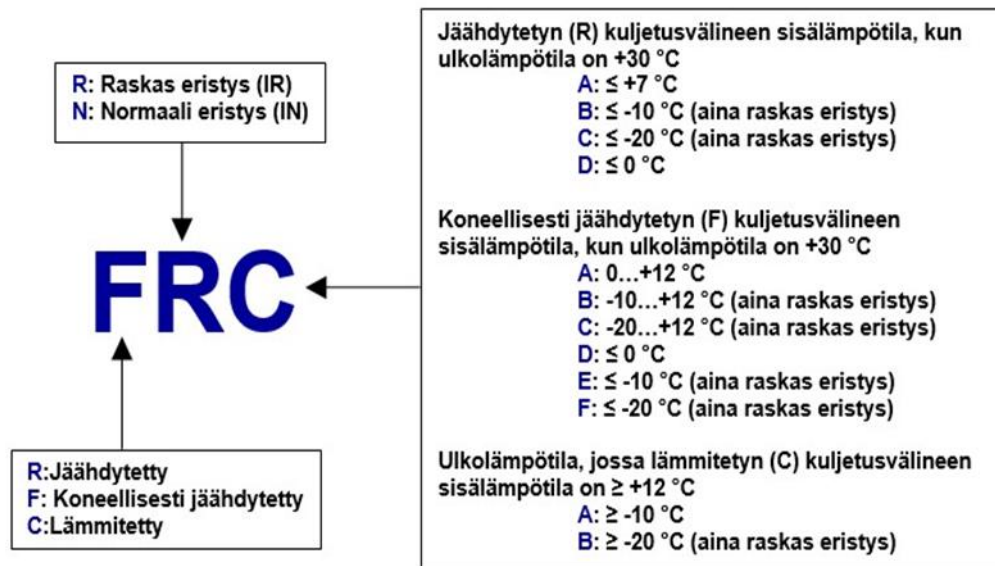 R: Raskas eristys (IR)
N: Normaali eristys (IN)
FRC
R:Jäähdytetty
F: Koneellisesti jäähdytetty
C:Lämmitetty
Jäähdytetyn (R) kuljetusvälineen sisälämpötila, kun
ulkolämpötila on +30 °C
A: ≤ +7 °C
B: ≤ -10 °C (aina raskas eristys)
C: ≤ -20 °C (aina raskas eristys)
D: ≤ 0 °C
Koneellisesti jäähdytetyn (F) kuljetusvälineen
sisälämpötila, kun ulkolämpötila on +30 °C
A: 0…+12 °C
B: -10…+12 °C (aina raskas eristys)
C: -20…+12 °C (aina raskas eristys)
D: ≤ 0 °C
E: ≤ -10 °C (aina raskas eristys)
F: ≤ -20 °C (aina raskas eristys)
Ulkolämpötila, jossa lämmitetyn (C) kuljetusvälineen
sisälämpötila on ≥ +12 °C
A: ≥ -10 °C
B: ≥ -20 °C (aina raskas eristys)